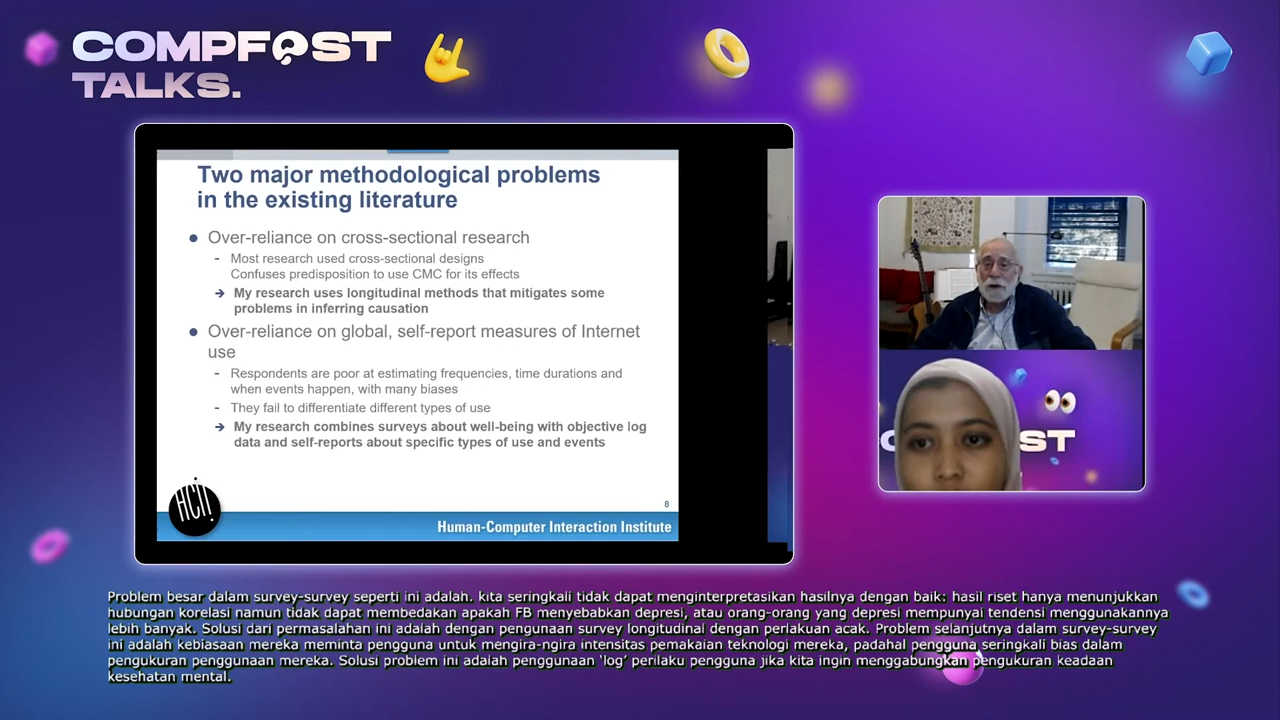 COMPFEST
TALKS.
Two major methodological problems
in the existing literature
Over-reliance on cross-sectional research
- Most research used cross-sectional designs
Confuses predisposition to use CMC for its effects
→ My research uses longitudinal methods that mitigates some
problems in inferring causation
Over-reliance on global, self-report measures of Internet
use
- Respondents are poor at estimating frequencies, time durations and
when events happen, with many biases
- They fail to differentiate different types of use
→ My research combines surveys about well-being with objective log
data and self-reports about specific types of use and events
8
HCII
Human-Computer Interaction Institute
ST
Problem besar dalam survey-survey seperti ini adalah. kita seringkali tidak dapat menginterpretasikan hasilnya dengan baik: hasil riset hanya menunjukkan
hubungan korelasi namun tidak dapat membedakan apakah FB menyebabkan depresi, atau orang-orang yang depresi mempunyai tendensi menggunakannya
lebih banyak. Solusi dari permasalahan ini adalah dengan pengunaan survey longitudinal dengan perlakuan acak. Problem selanjutnya dalam survey-survey
ini adalah kebiasaan mereka meminta pengguna untuk mengira-ngira intensitas pemakaian teknologi mereka, padahal pengguna seringkali bias dalam
pengukuran penggunaan mereka. Solusi problem ini adalah penggunaan 'log' perilaku pengguna jika kita ingin menggabungkan pengukuran keadaan
kesehatan mental.